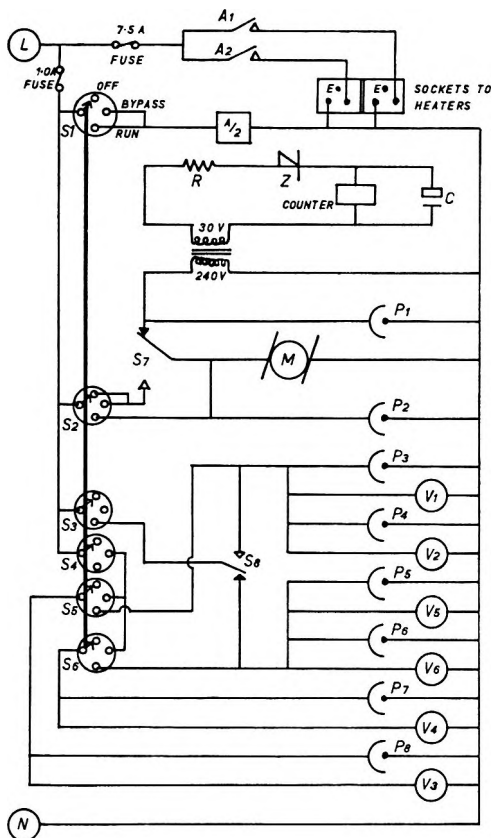 L
7·5 A
FUSE
A1
A2
1·0A
FUSE
OFF
BYPASS
RUN
S1
A/2
E
E
SOCKETS TO
HEATERS
R
Z
COUNTER
C
30 V
240V
P1
S7
M
S2
P2
P3
V1
S3
P4
S8
V2
S4
P5
S5
V5
P6
S6
V6
P7
V4
P8
V3
N